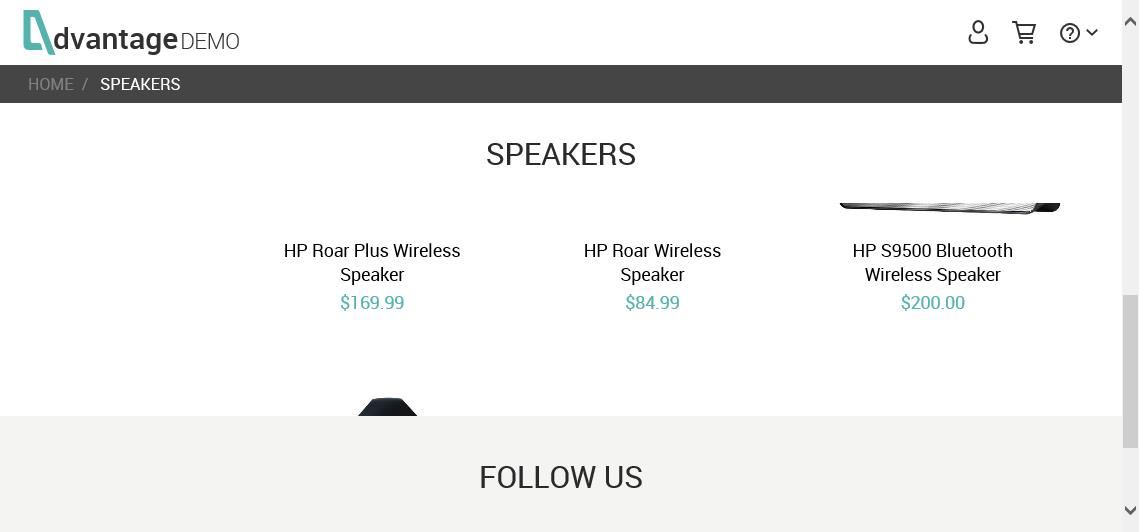 dvantage DEMO
HOME / SPEAKERS
SPEAKERS
HP Roar Plus Wireless
Speaker
$169.99
HP Roar Wireless
Speaker
$84.99
HP S9500 Bluetooth
Wireless Speaker
$200.00
FOLLOW US